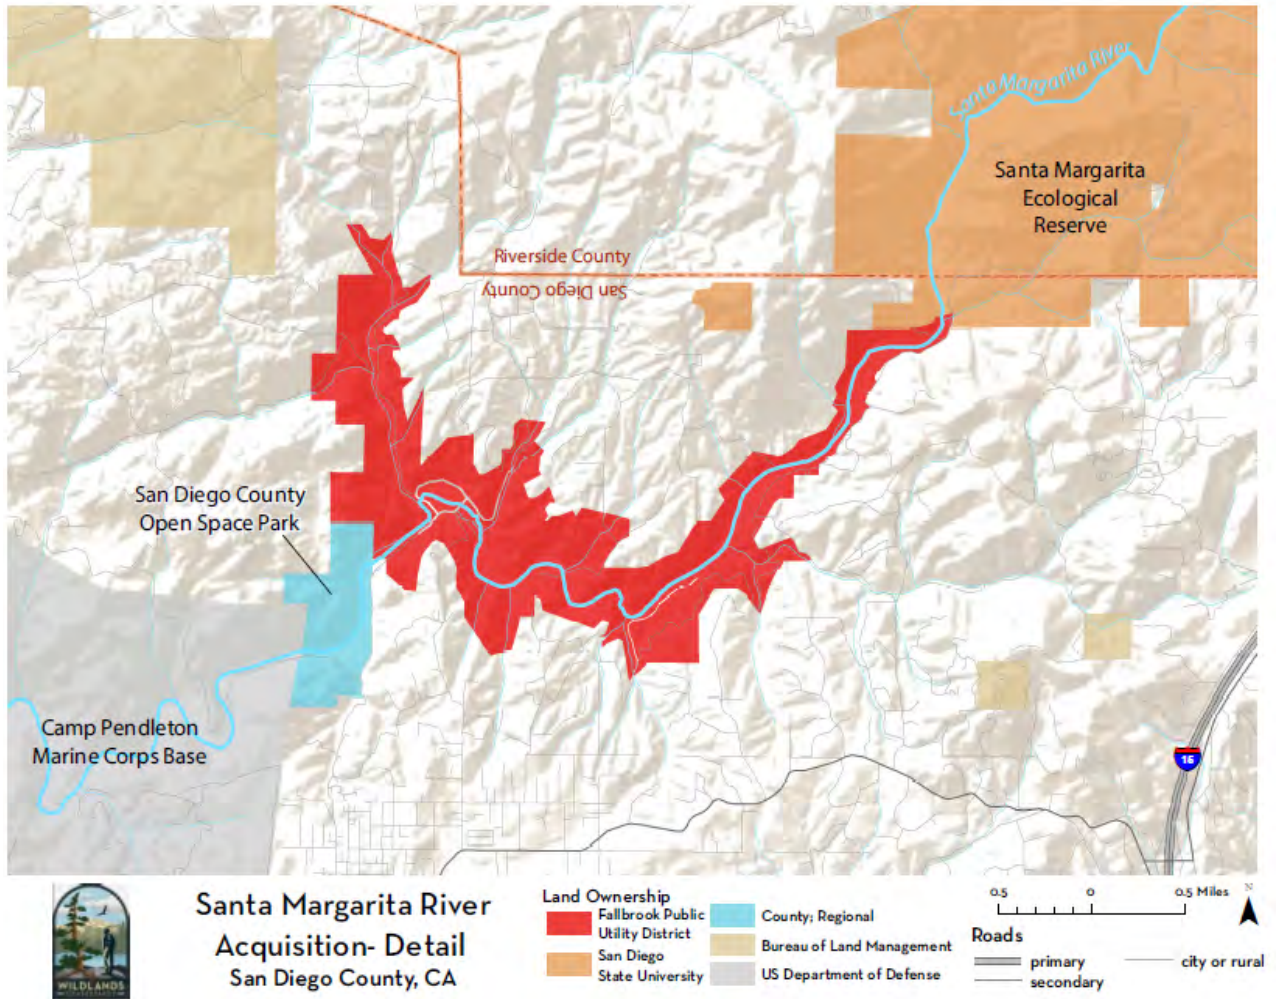 Santa Margarita River
Santa Margarita
Ecological
Reserve
Riverside County
San Diego County
San Diego County
Open Space Park
Camp Pendleton
Marine Corps Base
16
WILDLANDS
Santa Margarita River
Acquisition- Detail
San Diego County, CA
Land Ownership
Fallbrook Public
Utility District
San Diego
State University
County; Regional
Bureau of Land Management
US Department of Defense
0.5 0 0.5 Miles
N
Roads
primary
secondary
city or rural